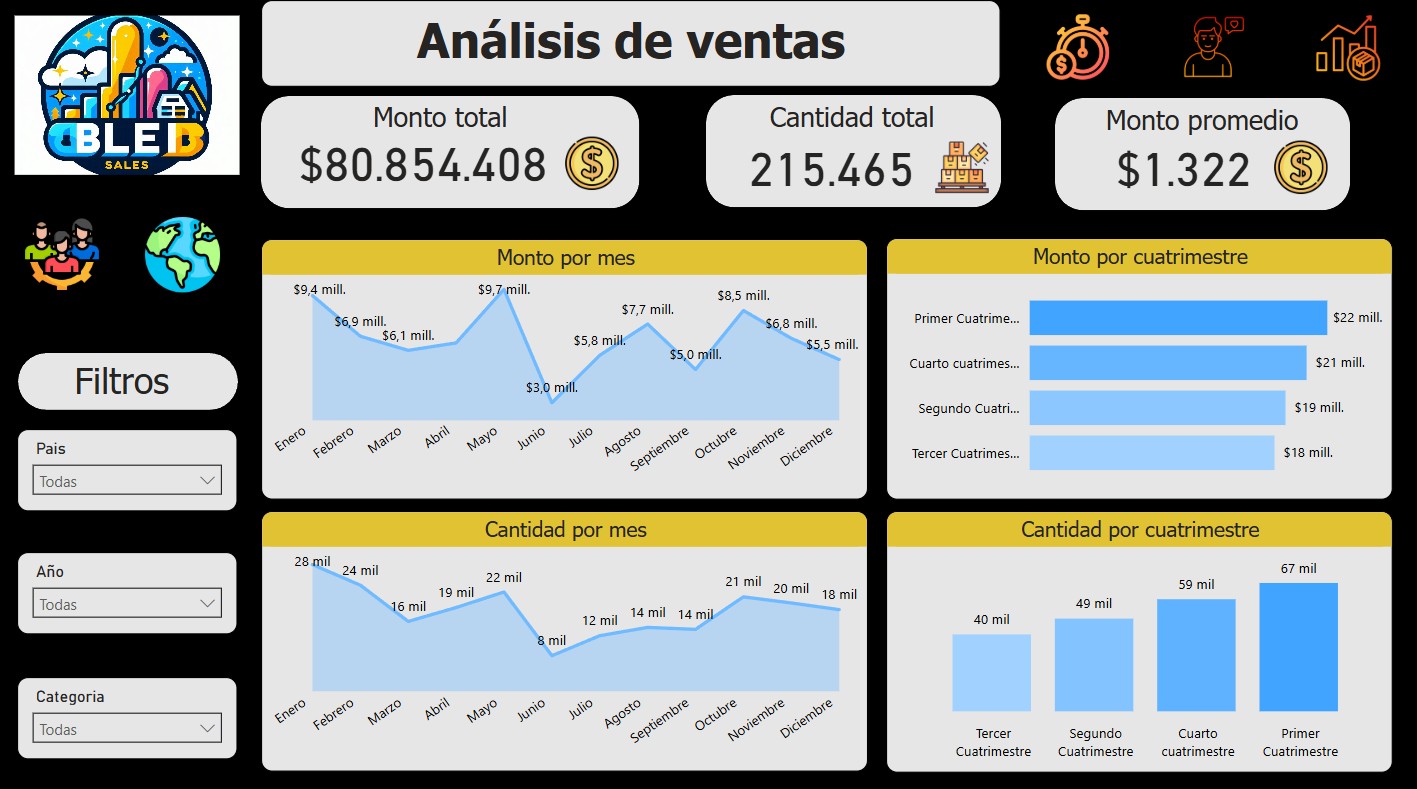 Análisis de ventas
BLE
SALES
Monto total
$80.854.408
Cantidad total
215.465
Monto promedio
$1.322
Filtros
Pais
Todas
Año
Todas
Categoria
Todas
Monto por mes
$9,4 mill.
$6,9 mill.
$6,1 mill.
$9,7 mill.
$3,0 mill.
$5,8 mill.
$7,7 mill.
$5,0 mill.
$8,5 mill.
$6,8 mill.
$5,5 mill.
Enero
Febrero
Marzo
Abril
Mayo
Junio
Julio
Agosto
Septiembre
Octubre
Noviembre
Diciembre
Monto por cuatrimestre
Primer Cuatrime... $22 mill.
Cuarto cuatrimes... $21 mill.
Segundo Cuatri... $19 mill.
Tercer Cuatrimes... $18 mill.
Cantidad por mes
28 mil
24 mil
16 mil
19 mil
22 mil
8 mil
12 mil
14 mil
14 mil
21 mil
20 mil
18 mil
Enero
Febrero
Marzo
Abril
Mayo
Junio
Julio
Agosto
Septiembre
Octubre
Noviembre
Diciembre
Cantidad por cuatrimestre
40 mil
49 mil
59 mil
67 mil
Tercer
Cuatrimestre
Segundo
Cuatrimestre
Cuarto
cuatrimestre
Primer
Cuatrimestre